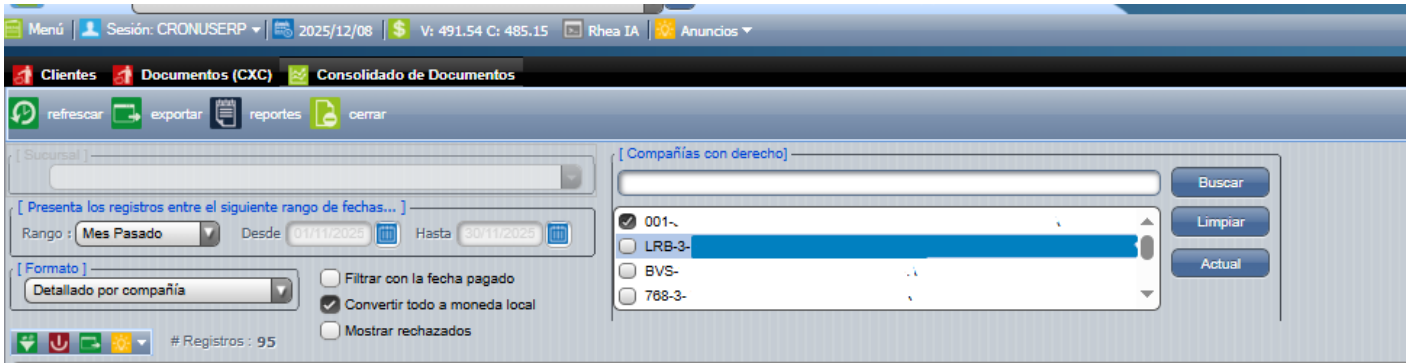 Menú Sesión: CRONUSERP 2025/12/08 V: 491.54 C: 485.15 Rhea IA Anuncios
Clientes Documentos (CXC) Consolidado de Documentos
refrescar exportar reportes cerrar
[ Sucursal ]
[ Presenta los registros entre el siguiente rango de fechas... ]
Rango : Mes Pasado Desde 01/11/2025 Hasta 30/11/2025
[ Formato ]
Detallado por compañía
Filtrar con la fecha pagado
Convertir todo a moneda local
Mostrar rechazados
# Registros : 95
[ Compañías con derecho]
Buscar
001-
Limpiar
LRB-3-
BVS-
Actual
768-3-